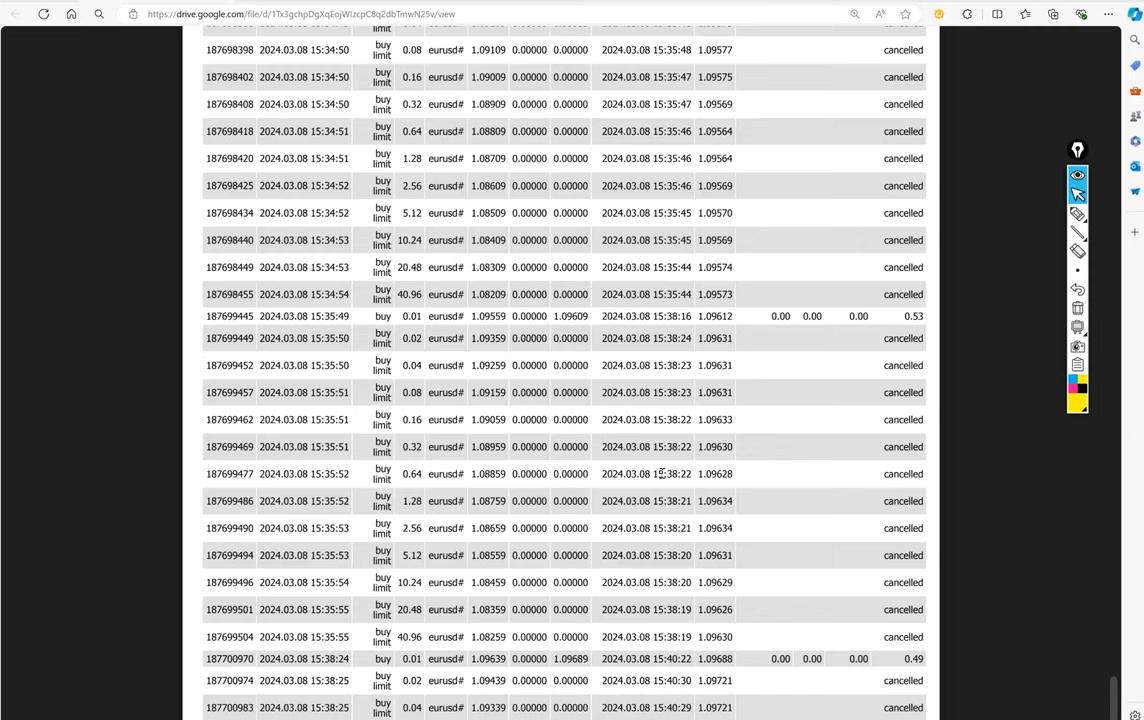 https://drive.google.com/file/d/1Tx3gchpDgXqEojWIzcpC8q2dbTmwN25v/view
limit
187698398 2024.03.08 15:34:50 buy limit 0.08 eurusd# 1.09109 0.00000 0.00000 2024.03.08 15:35:48 1.09577 cancelled
187698402 2024.03.08 15:34:50 buy limit 0.16 eurusd# 1.09009 0.00000 0.00000 2024.03.08 15:35:47 1.09575 cancelled
187698408 2024.03.08 15:34:50 buy limit 0.32 eurusd# 1.08909 0.00000 0.00000 2024.03.08 15:35:47 1.09569 cancelled
187698418 2024.03.08 15:34:51 buy limit 0.64 eurusd# 1.08809 0.00000 0.00000 2024.03.08 15:35:46 1.09564 cancelled
187698420 2024.03.08 15:34:51 buy limit 1.28 eurusd# 1.08709 0.00000 0.00000 2024.03.08 15:35:46 1.09564 cancelled
187698425 2024.03.08 15:34:52 buy limit 2.56 eurusd# 1.08609 0.00000 0.00000 2024.03.08 15:35:46 1.09569 cancelled
187698434 2024.03.08 15:34:52 buy limit 5.12 eurusd# 1.08509 0.00000 0.00000 2024.03.08 15:35:45 1.09570 cancelled
187698440 2024.03.08 15:34:53 buy limit 10.24 eurusd# 1.08409 0.00000 0.00000 2024.03.08 15:35:45 1.09569 cancelled
187698449 2024.03.08 15:34:53 buy limit 20.48 eurusd# 1.08309 0.00000 0.00000 2024.03.08 15:35:44 1.09574 cancelled
187698455 2024.03.08 15:34:54 buy limit 40.96 eurusd# 1.08209 0.00000 0.00000 2024.03.08 15:35:44 1.09573 cancelled
187699445 2024.03.08 15:35:49 buy 0.01 eurusd# 1.09559 0.00000 1.09609 2024.03.08 15:38:16 1.09612 0.00 0.00 0.00 0.53
187699449 2024.03.08 15:35:50 buy limit 0.02 eurusd# 1.09359 0.00000 0.00000 2024.03.08 15:38:24 1.09631 cancelled
187699452 2024.03.08 15:35:50 buy limit 0.04 eurusd# 1.09259 0.00000 0.00000 2024.03.08 15:38:23 1.09631 cancelled
187699457 2024.03.08 15:35:51 buy limit 0.08 eurusd# 1.09159 0.00000 0.00000 2024.03.08 15:38:23 1.09631 cancelled
187699462 2024.03.08 15:35:51 buy limit 0.16 eurusd# 1.09059 0.00000 0.00000 2024.03.08 15:38:22 1.09633 cancelled
187699469 2024.03.08 15:35:51 buy limit 0.32 eurusd# 1.08959 0.00000 0.00000 2024.03.08 15:38:22 1.09630 cancelled
187699477 2024.03.08 15:35:52 buy limit 0.64 eurusd# 1.08859 0.00000 0.00000 2024.03.08 15:38:22 1.09628 cancelled
187699486 2024.03.08 15:35:52 buy limit 1.28 eurusd# 1.08759 0.00000 0.00000 2024.03.08 15:38:21 1.09634 cancelled
187699490 2024.03.08 15:35:53 buy limit 2.56 eurusd# 1.08659 0.00000 0.00000 2024.03.08 15:38:21 1.09634 cancelled
187699494 2024.03.08 15:35:53 buy limit 5.12 eurusd# 1.08559 0.00000 0.00000 2024.03.08 15:38:20 1.09631 cancelled
187699496 2024.03.08 15:35:54 buy limit 10.24 eurusd# 1.08459 0.00000 0.00000 2024.03.08 15:38:20 1.09629 cancelled
187699501 2024.03.08 15:35:55 buy limit 20.48 eurusd# 1.08359 0.00000 0.00000 2024.03.08 15:38:19 1.09626 cancelled
187699504 2024.03.08 15:35:55 buy limit 40.96 eurusd# 1.08259 0.00000 0.00000 2024.03.08 15:38:19 1.09630 cancelled
187700970 2024.03.08 15:38:24 buy 0.01 eurusd# 1.09639 0.00000 1.09689 2024.03.08 15:40:22 1.09688 0.00 0.00 0.00 0.49
187700974 2024.03.08 15:38:25 buy limit 0.02 eurusd# 1.09439 0.00000 0.00000 2024.03.08 15:40:30 1.09721 cancelled
187700983 2024.03.08 15:38:25 buy limit 0.04 eurusd# 1.09339 0.00000 0.00000 2024.03.08 15:40:29 1.09721 cancelled